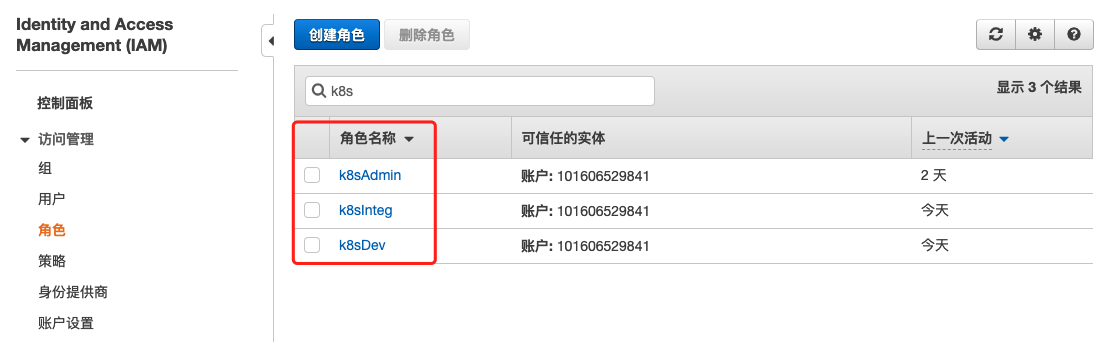 Identity and Access
Management (IAM)
控制面板
访问管理
组
用户
角色
策略
身份提供商
账户设置
创建角色 删除角色
k8s 显示 3 个结果
角色名称 可信任的实体 上一次活动
k8sAdmin 账户: 101606529841 2 天
k8sInteg 账户: 101606529841 今天
k8sDev 账户: 101606529841 今天